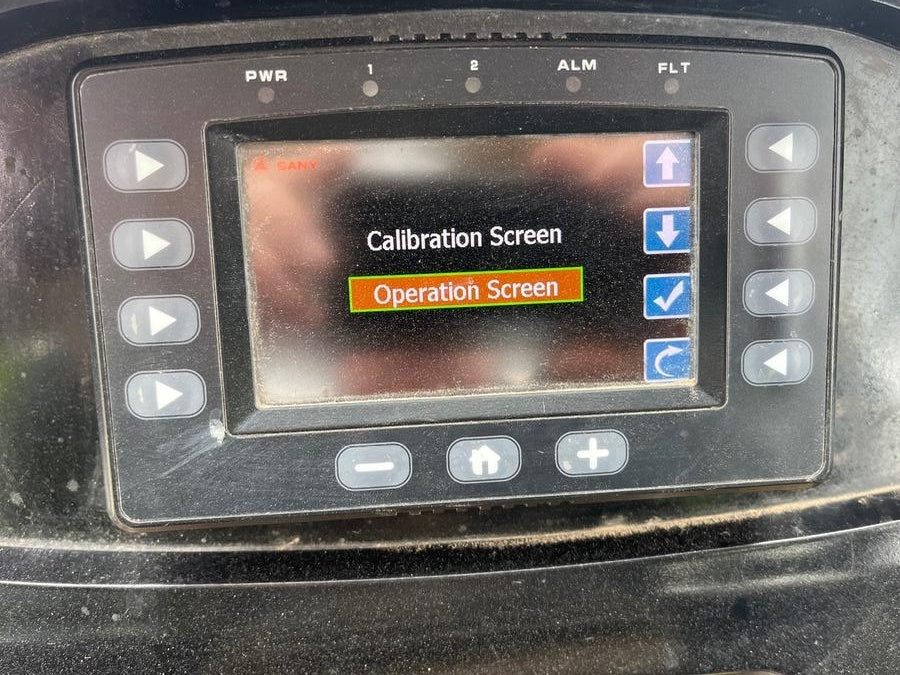 PWR 1 2 ALM FLT
SANY
Calibration Screen
Operation Screen